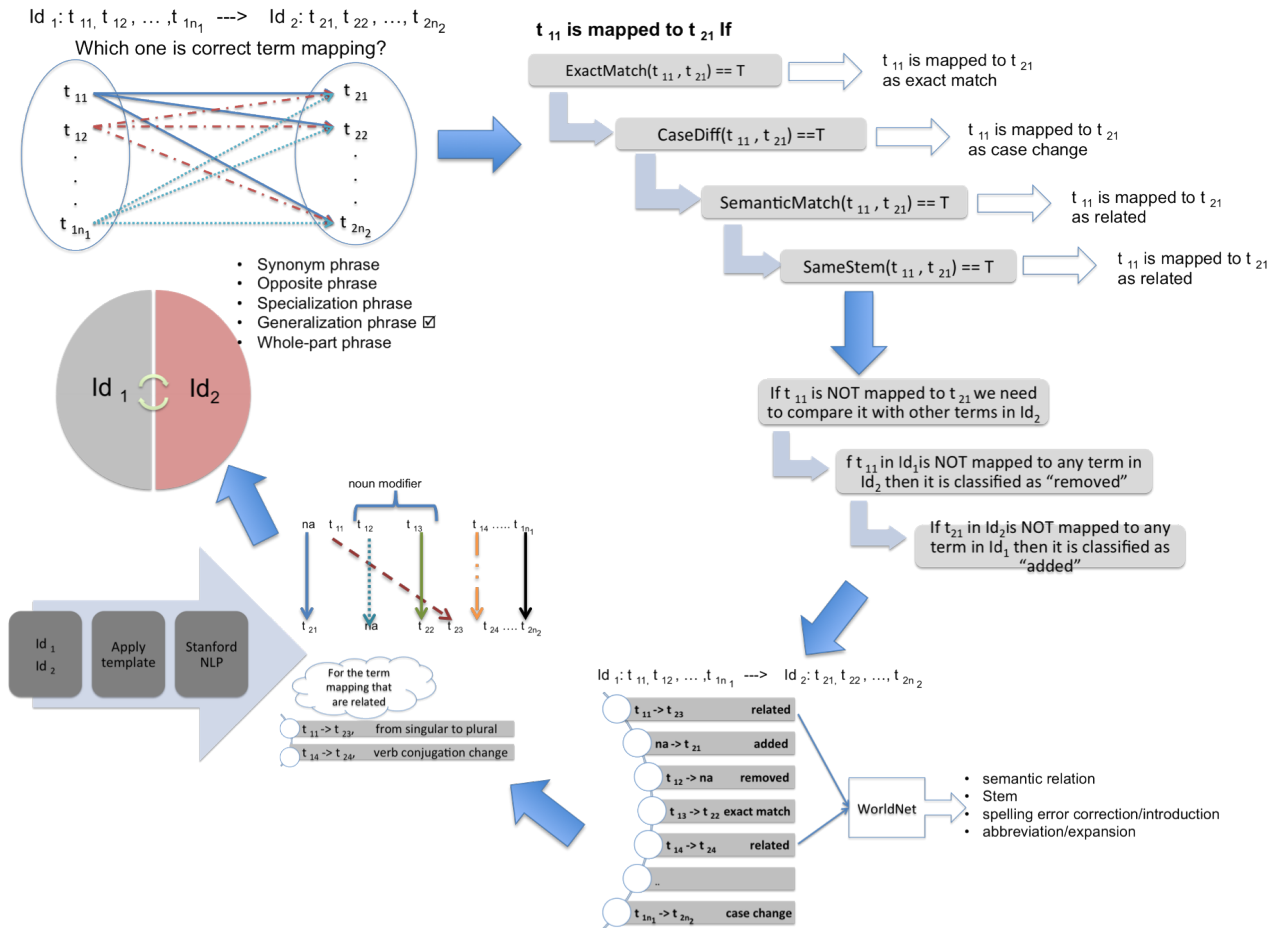 Id 1: t 11, t 12, … ,t 1n1 ---> Id 2: t 21, t 22, …, t 2n2
Which one is correct term mapping?
t 11
t 12
.
.
.
t 1n1
t 21
t 22
.
.
.
t 2n2
t 11 is mapped to t 21 If
ExactMatch(t 11 , t 21) == T
t 11 is mapped to t 21
as exact match
CaseDiff(t 11 , t 21) ==T
t 11 is mapped to t 21
as case change
SemanticMatch(t 11 , t 21) == T
t 11 is mapped to t 21
as related
SameStem(t 11 , t 21) == T
t 11 is mapped to t 21
as related
If t 11 is NOT mapped to t 21 we need
to compare it with other terms in Id2
f t 11 in Id1is NOT mapped to any term in
Id2 then it is classified as “removed”
If t21 in Id2is NOT mapped to any
term in Id1 then it is classified as
“added”
Id 1: t 11, t 12, … ,t 1n 1 ---> Id 2: t 21, t 22, …, t 2n 2
t 11 -> t 23 related
na -> t 21 added
t 12 -> na removed
t 13 -> t 22 exact match
t 14 -> t 24 related
..
t 1n1 -> t 2n2 case change
WorldNet
• semantic relation
• Stem
• spelling error correction/introduction
• abbreviation/expansion
For the term
mapping that
are related
t 11 -> t 23, from singular to plural
t 14 -> t 24, verb conjugation change
noun modifier
na t 11 t 12 t 13 t 14 ….. t 1n1
t 21 na t 22 t 23 t 24 …. t 2n2
Id 1
Id 2
Apply
template
Stanford
NLP
Id 1
Id2
• Synonym phrase
• Opposite phrase
• Specialization phrase
• Generalization phrase ☑
• Whole-part phrase